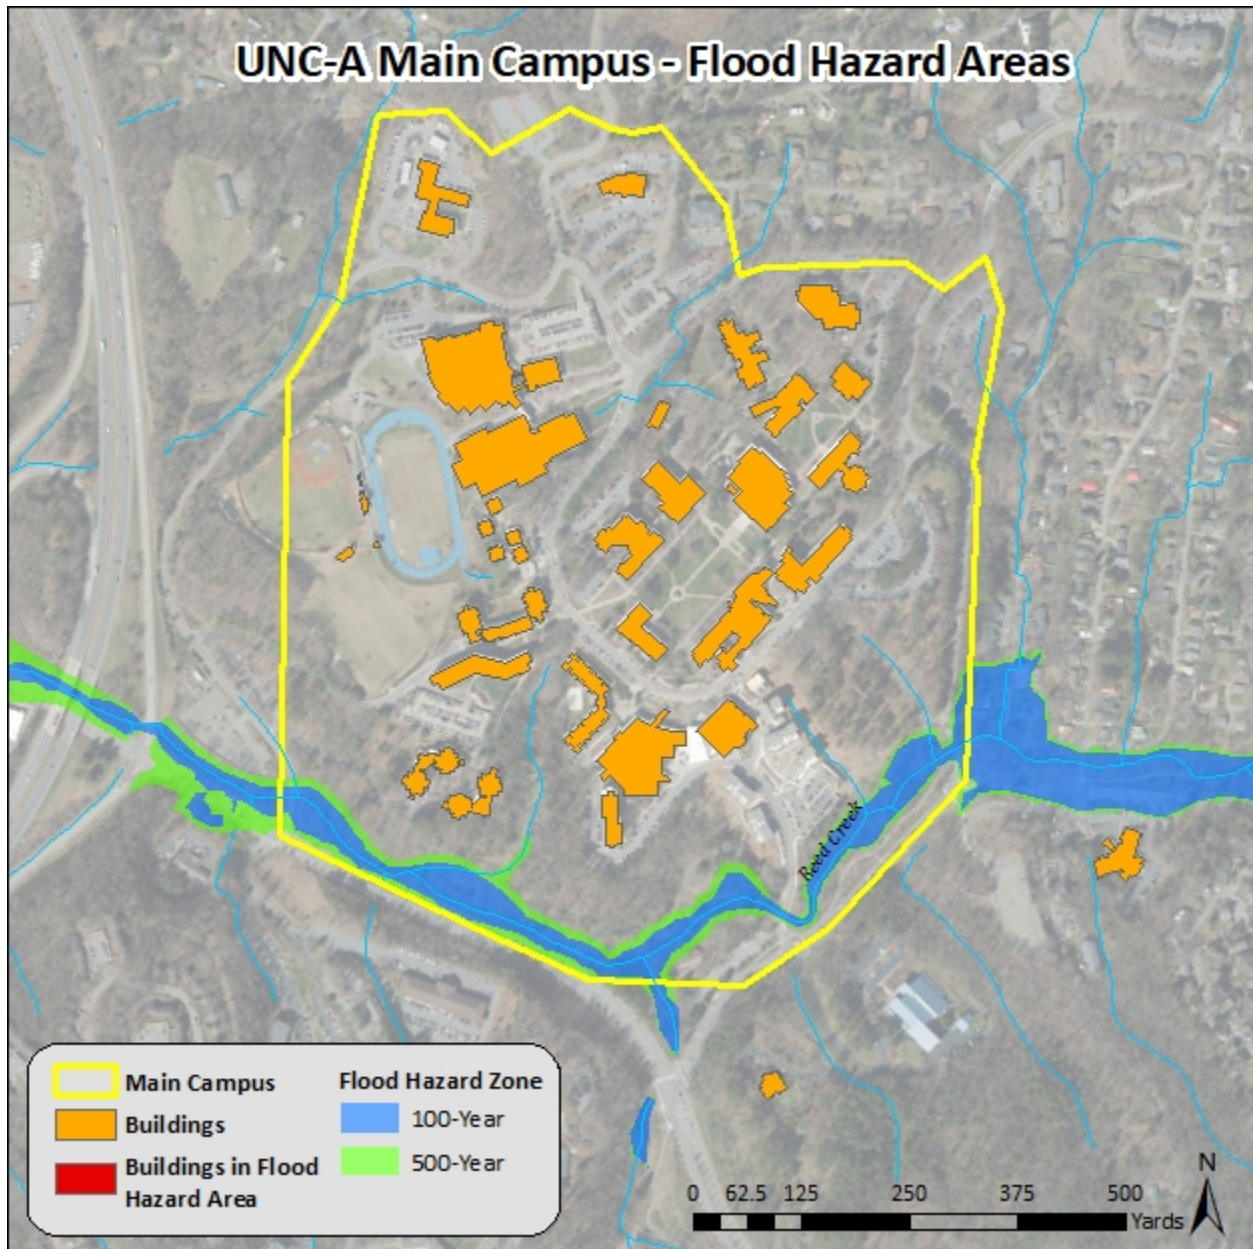 UNC-A Main Campus - Flood Hazard Areas
Reed Creek
Main Campus
Buildings
Buildings in Flood
Hazard Area
Flood Hazard Zone
100-Year
500-Year
N
0 62.5 125 250 375 500
Yards